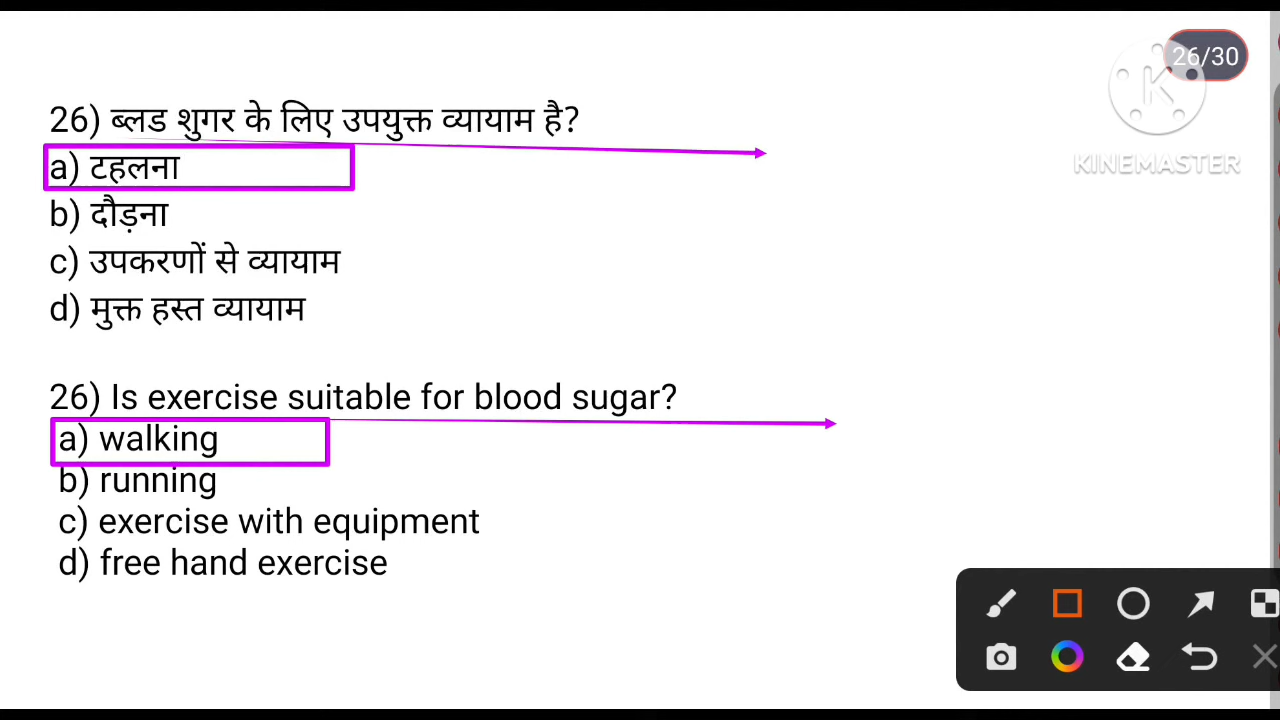 26/30
KINEMASTER
26) ब्लड शुगर के लिए उपयुक्त व्यायाम है?
a) टहलना
b) दौड़ना
c) उपकरणों से व्यायाम
d) मुक्त हस्त व्यायाम
26) Is exercise suitable for blood sugar?
a) walking
b) running
c) exercise with equipment
d) free hand exercise